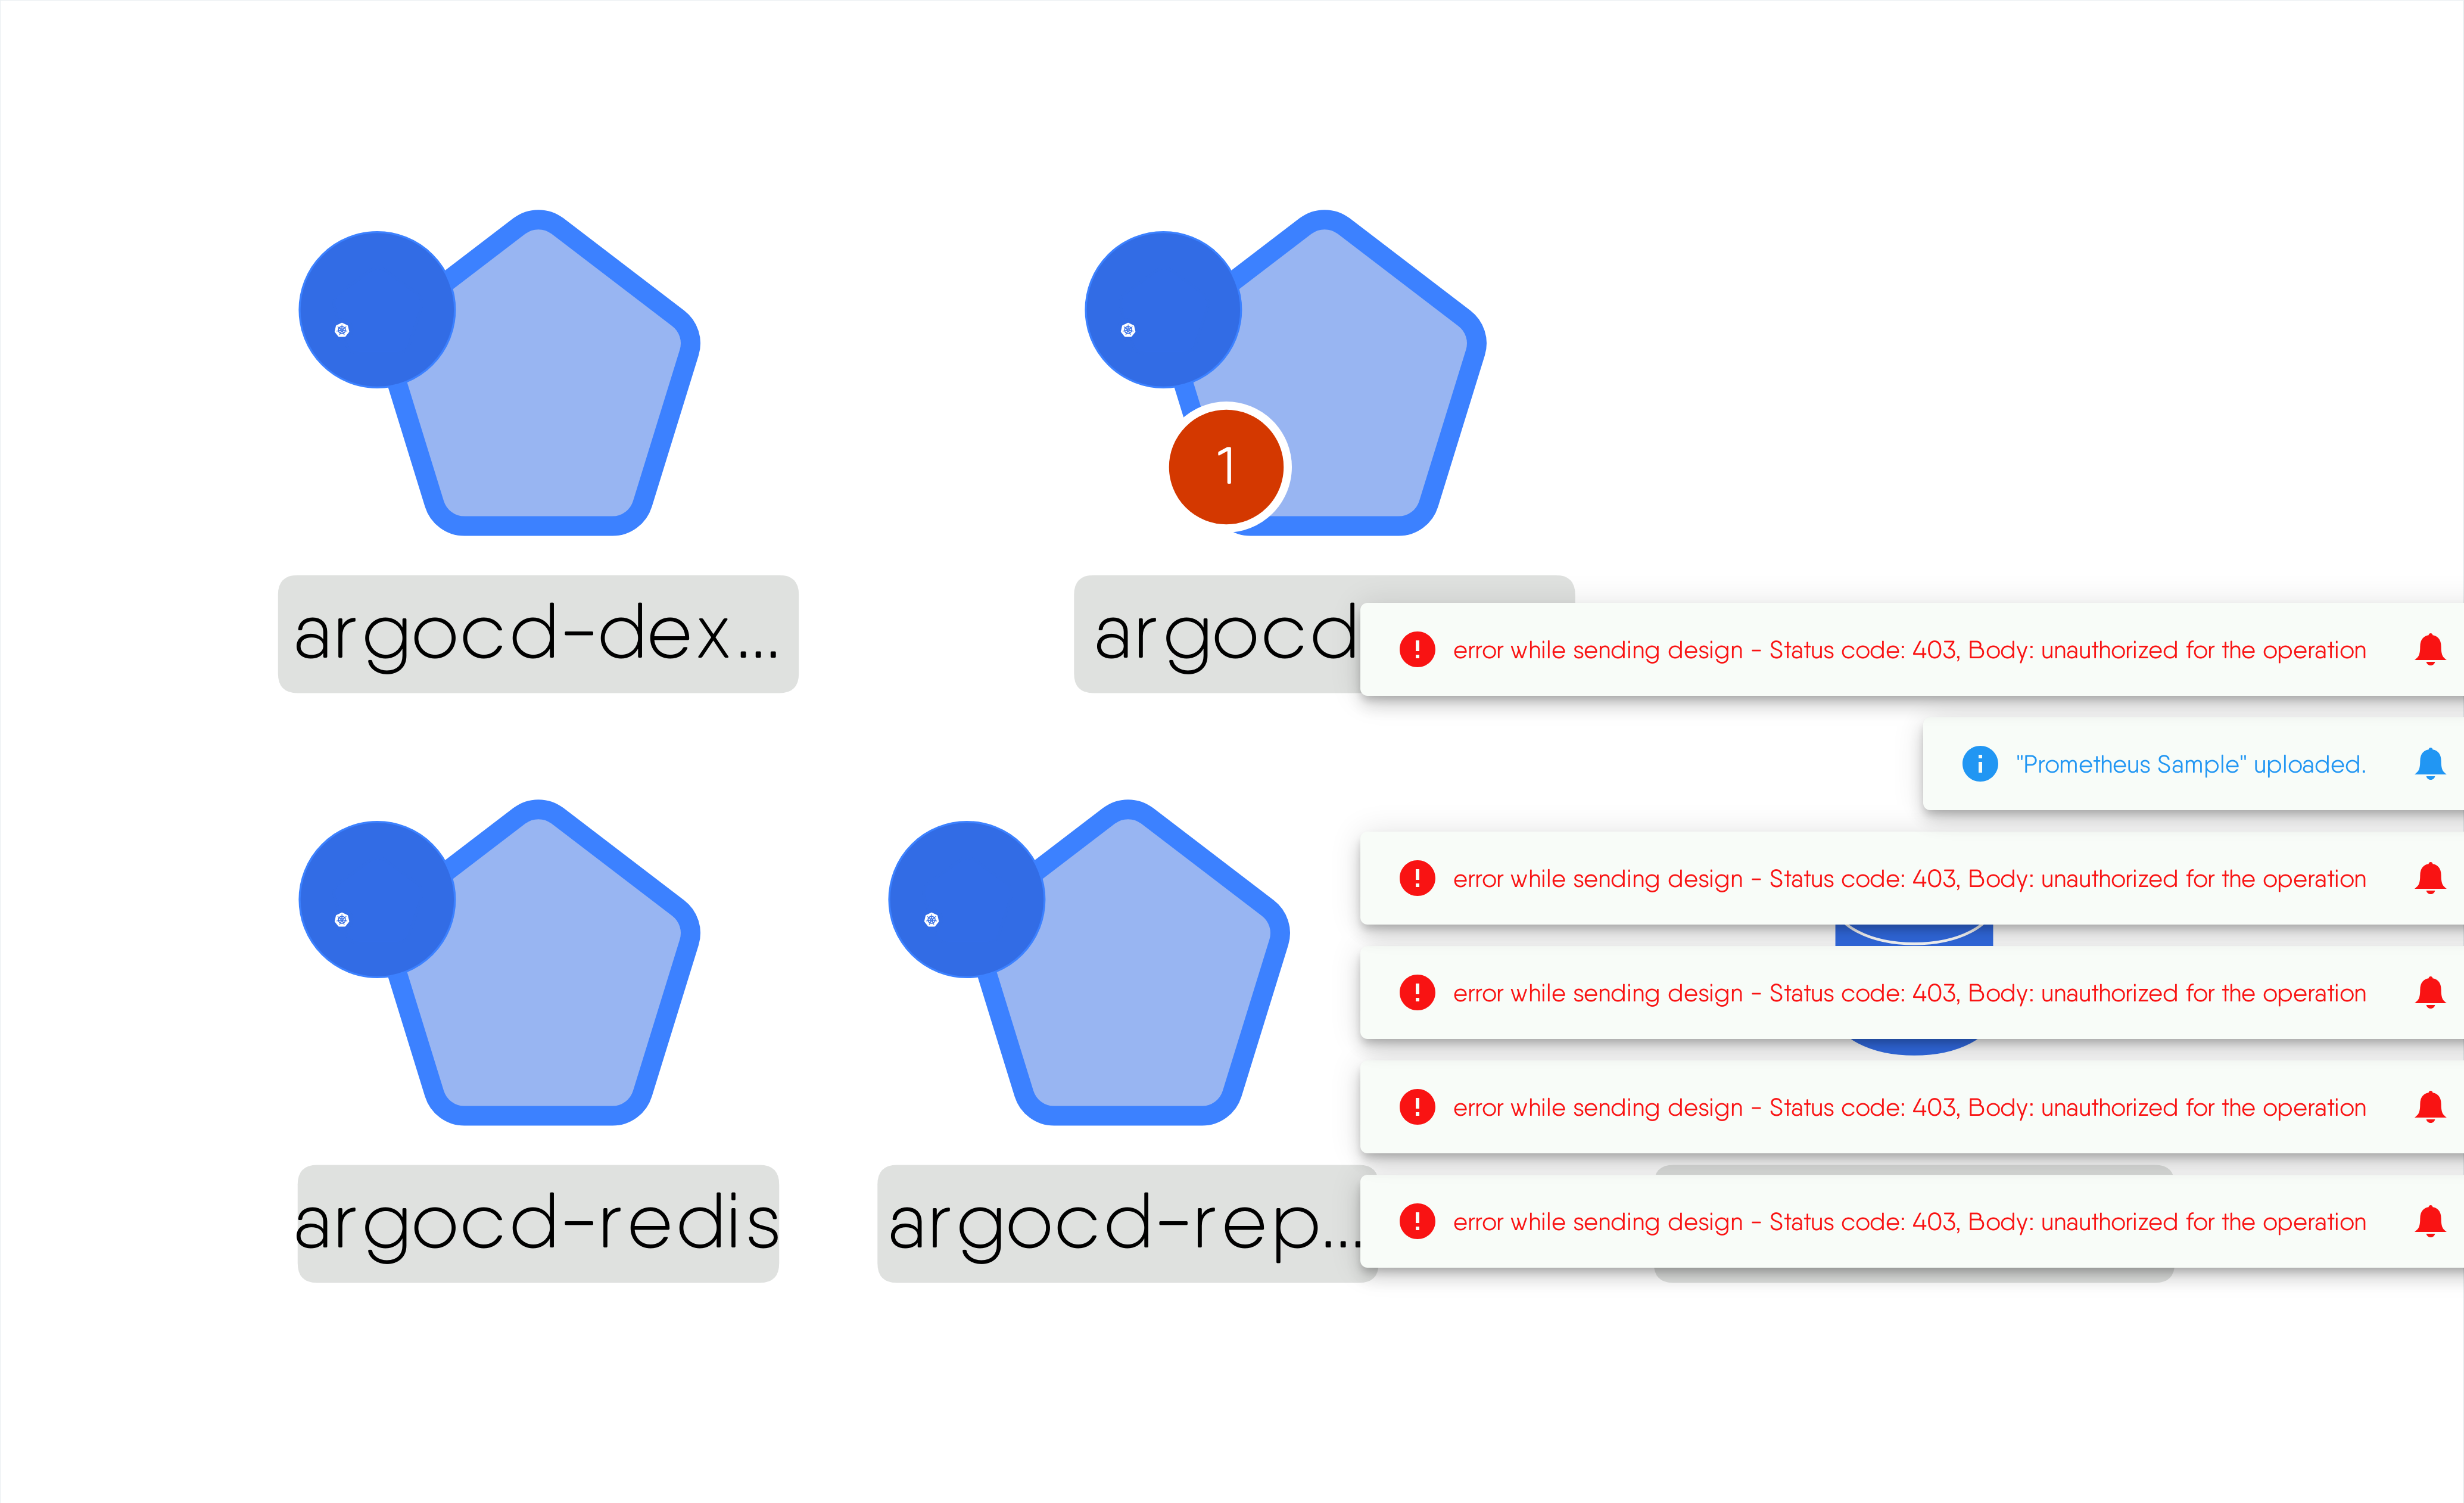 1
argocd-dex...
argocd
error while sending design - Status code: 403, Body: unauthorized for the operation
"Prometheus Sample" uploaded.
error while sending design - Status code: 403, Body: unauthorized for the operation
error while sending design - Status code: 403, Body: unauthorized for the operation
error while sending design - Status code: 403, Body: unauthorized for the operation
argocd-redis
argocd-rep...
error while sending design - Status code: 403, Body: unauthorized for the operation